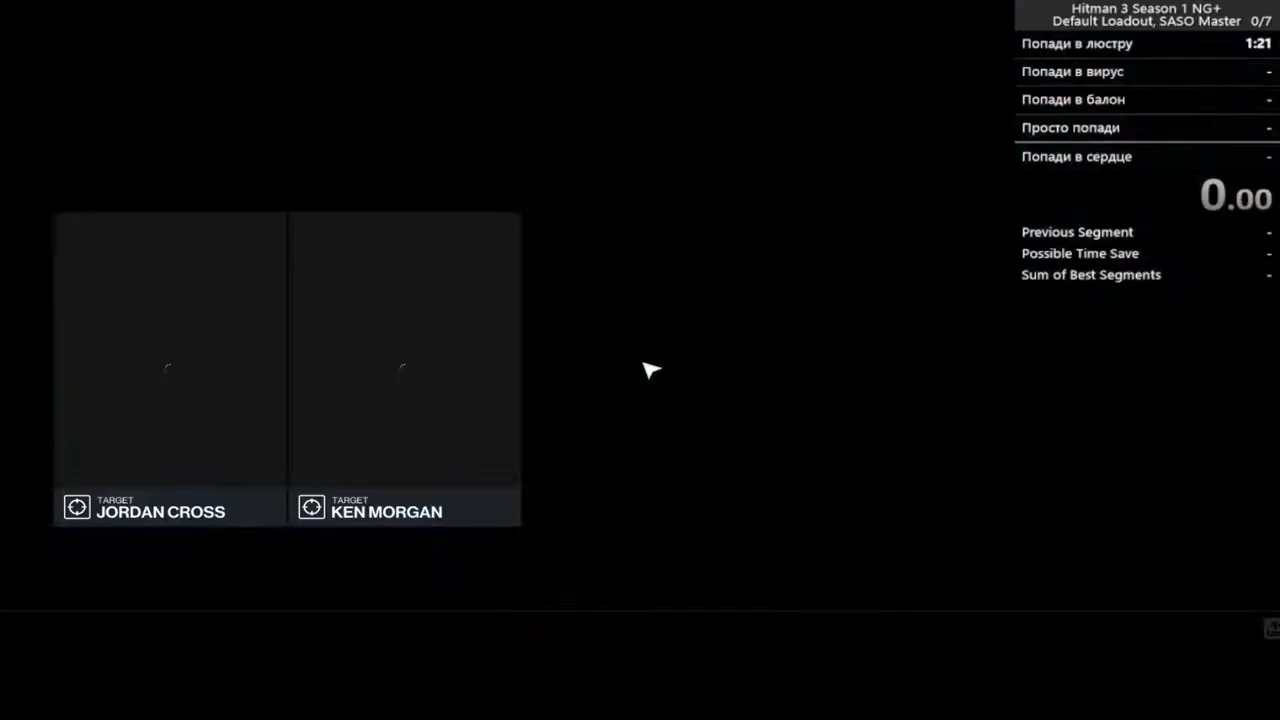 Hitman 3 Season 1 NG+
Default Loadout, SASO Master 0/7
Попади в люстру 1:21
Попади в вирус -
Попади в балон -
Просто попади -
Попади в сердце -
0.00
Previous Segment -
Possible Time Save -
Sum of Best Segments -
TARGET
JORDAN CROSS
TARGET
KEN MORGAN